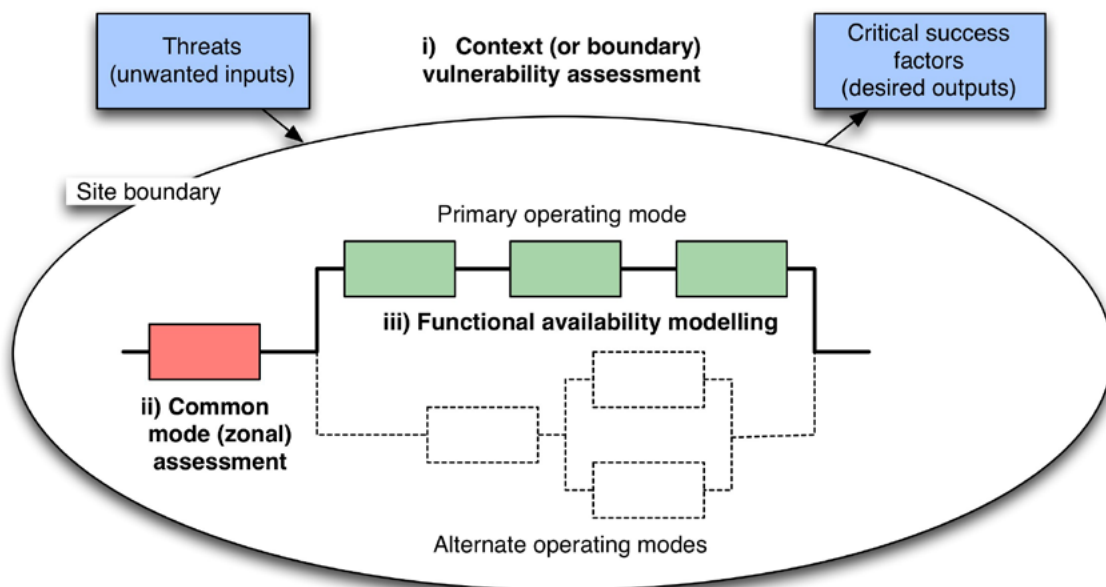 Threats
(unwanted inputs)
i) Context (or boundary)
vulnerability assessment
Critical success
factors
(desired outputs)
Site boundary
Primary operating mode
iii) Functional availability modelling
ii) Common
mode (zonal)
assessment
Alternate operating modes